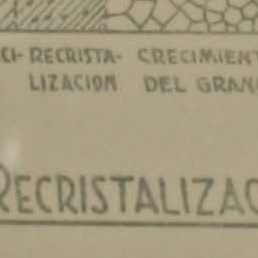 CI- RECRISTA- CRECIMIENT
LIZACION DEL GRAN
RECRISTALIZAC